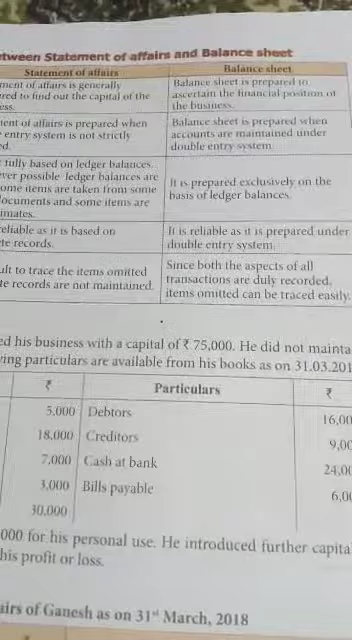 tween Statement of affairs and Balance sheet
Statement of affairs
Balance sheet
ment of affairs is generally
red to find out the capital of the
ess.
Balance sheet is prepared to
ascertain the financial position of
the business.
ent of affairs is prepared when
entry system is not strictly
ed.
Balance sheet is prepared when
accounts are maintained under
double entry system.
fully based on ledger balances.
ver possible ledger balances are
ome items are taken from some
documents and some items are
imates.
It is prepared exclusively on the
basis of ledger balances.
reliable as it is based on
te records.
It is reliable as it is prepared under
double entry system.
ult to trace the items omitted
te records are not maintained.
Since both the aspects of all
transactions are duly recorded,
items omitted can be traced easily.
ed his business with a capital of ₹ 75,000. He did not mainta
ving particulars are available from his books as on 31.03.201
₹ Particulars ₹
5,000 Debtors 16,00
18,000 Creditors 9,00
7,000 Cash at bank 24,00
3,000 Bills payable 6,00
30,000
000 for his personal use. He introduced further capita
his profit or loss.
airs of Ganesh as on 31st March, 2018